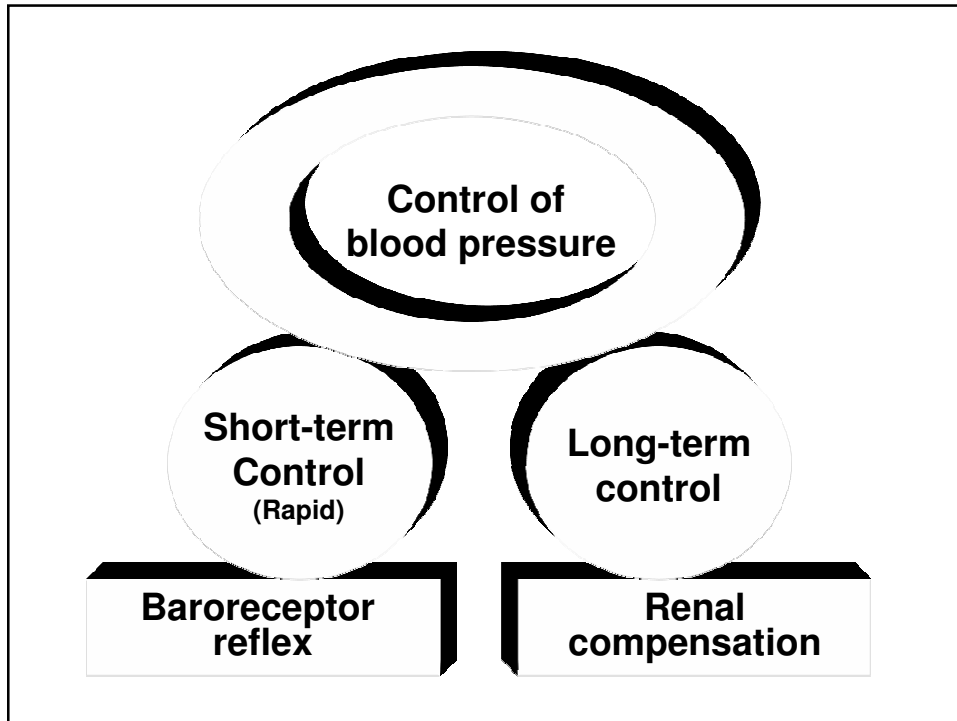 Control of
blood pressure
Short-term
Control
(Rapid)
Long-term
control
Baroreceptor
reflex
Renal
compensation